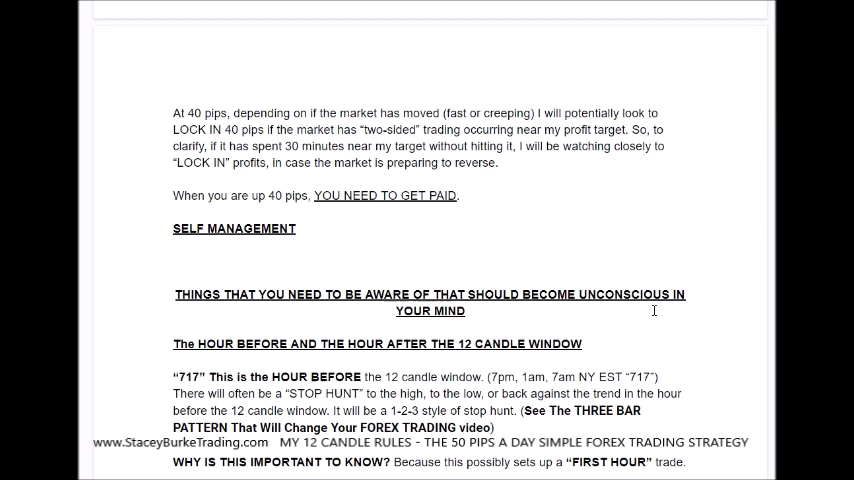 At 40 pips, depending on if the market has moved (fast or creeping) I will potentially look to
LOCK IN 40 pips if the market has “two-sided” trading occurring near my profit target. So, to
clarify, if it has spent 30 minutes near my target without hitting it, I will be watching closely to
“LOCK IN” profits, in case the market is preparing to reverse.
When you are up 40 pips, YOU NEED TO GET PAID.
SELF MANAGEMENT
THINGS THAT YOU NEED TO BE AWARE OF THAT SHOULD BECOME UNCONSCIOUS IN
YOUR MIND
The HOUR BEFORE AND THE HOUR AFTER THE 12 CANDLE WINDOW
“717” This is the HOUR BEFORE the 12 candle window. (7pm, 1am, 7am NY EST “717”)
There will often be a “STOP HUNT” to the high, to the low, or back against the trend in the hour
before the 12 candle window. It will be a 1-2-3 style of stop hunt. (See The THREE BAR
PATTERN That Will Change Your FOREX TRADING video)
www.StaceyBurkeTrading.com MY 12 CANDLE RULES - THE 50 PIPS A DAY SIMPLE FOREX TRADING STRATEGY
WHY IS THIS IMPORTANT TO KNOW? Because this possibly sets up a “FIRST HOUR” trade.